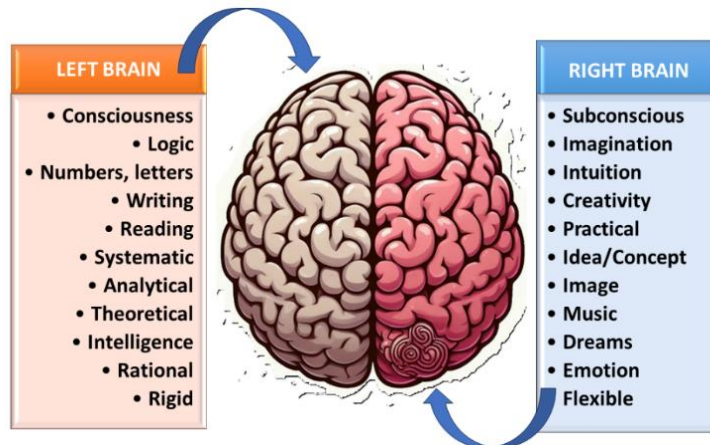 LEFT BRAIN
• Consciousness
• Logic
• Numbers, letters
• Writing
• Reading
• Systematic
• Analytical
• Theoretical
• Intelligence
• Rational
• Rigid
RIGHT BRAIN
• Subconscious
• Imagination
• Intuition
• Creativity
• Practical
• Idea/Concept
• Image
• Music
• Dreams
• Emotion
Flexible